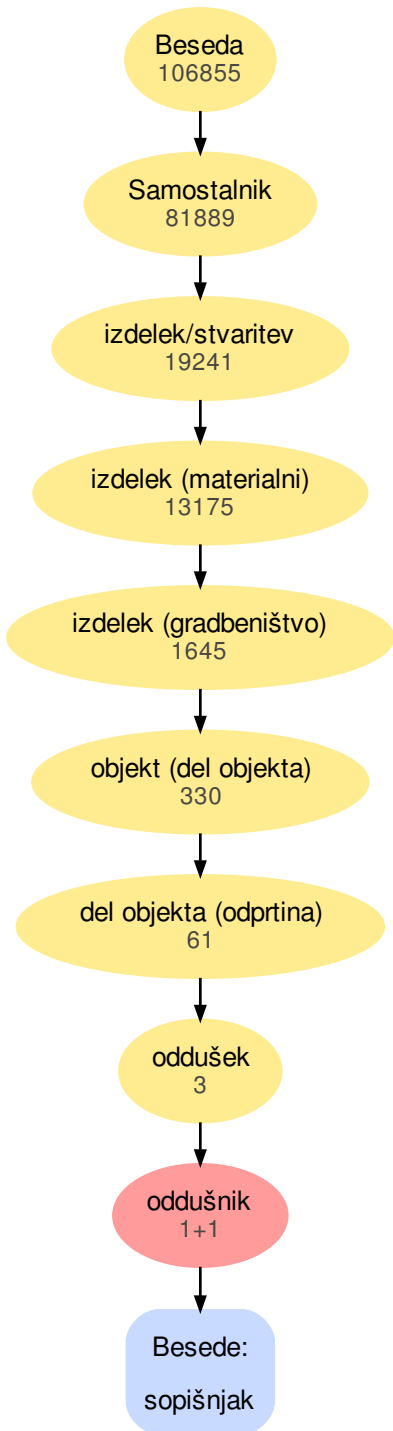 Beseda
106855
Samostalnik
81889
izdelek/stvaritev
19241
izdelek (materialni)
13175
izdelek (gradbeništvo)
1645
objekt (del objekta)
330
del objekta (odprtina)
61
oddušek
3
oddušnik
1+1
Besede:
sopišnjak